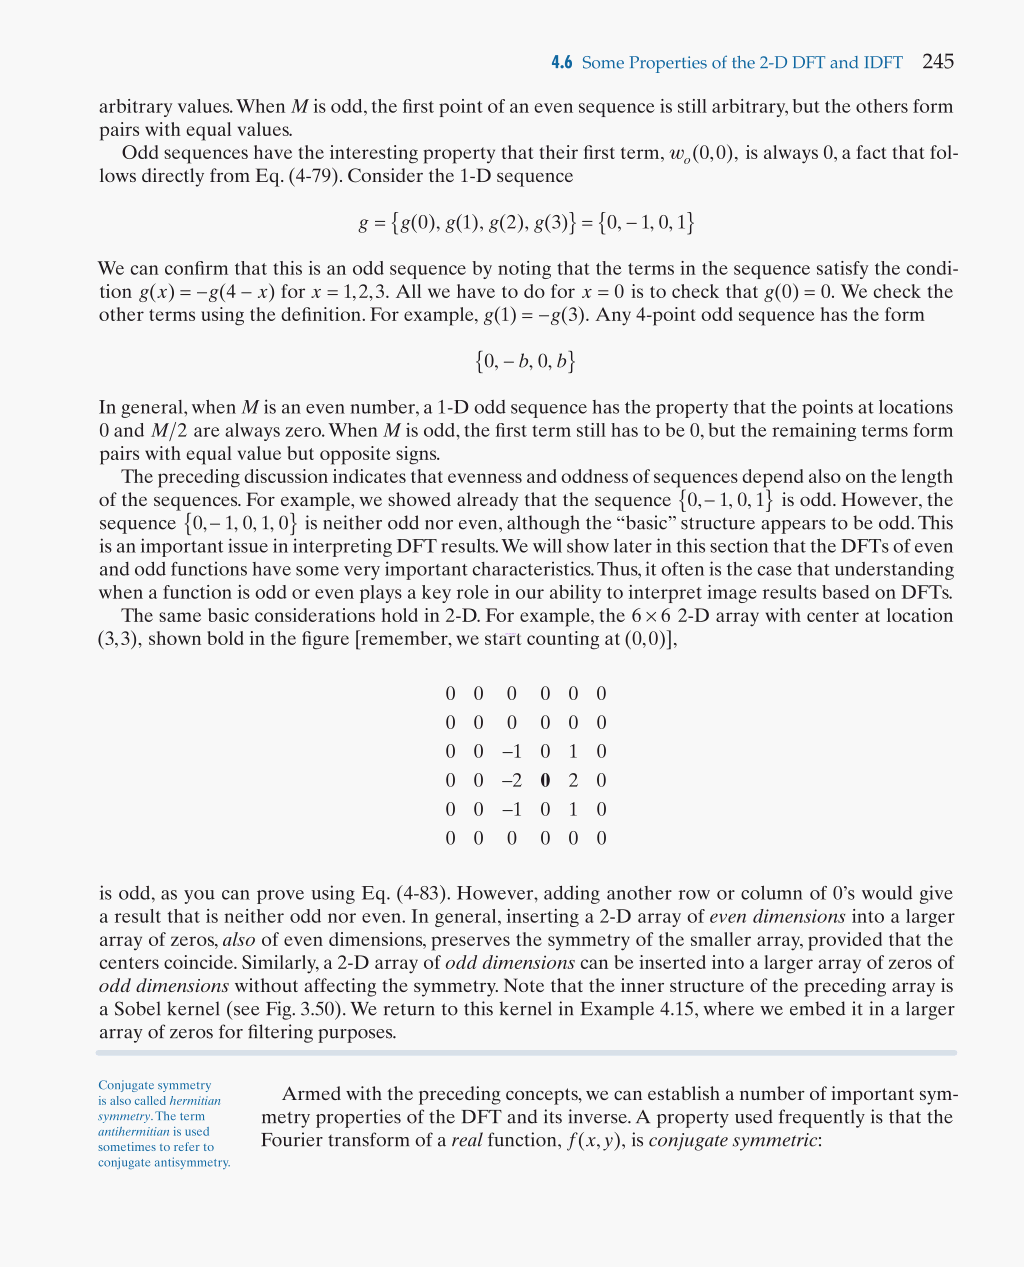 4.6 Some Properties of the 2-D DFT and IDFT 245
arbitrary values. When M is odd, the first point of an even sequence is still arbitrary, but the others form
pairs with equal values.
Odd sequences have the interesting property that their first term, wₒ(0,0), is always 0, a fact that fol-
lows directly from Eq. (4-79). Consider the 1-D sequence
g = {g(0), g(1), g(2), g(3)} = {0, − 1, 0, 1}
We can confirm that this is an odd sequence by noting that the terms in the sequence satisfy the condi-
tion g(x) = −g(4 − x) for x = 1,2,3. All we have to do for x = 0 is to check that g(0) = 0. We check the
other terms using the definition. For example, g(1) = −g(3). Any 4-point odd sequence has the form
{0, − b, 0, b}
In general, when M is an even number, a 1-D odd sequence has the property that the points at locations
0 and M/2 are always zero. When M is odd, the first term still has to be 0, but the remaining terms form
pairs with equal value but opposite signs.
The preceding discussion indicates that evenness and oddness of sequences depend also on the length
of the sequences. For example, we showed already that the sequence {0,− 1, 0, 1} is odd. However, the
sequence {0,− 1, 0, 1, 0} is neither odd nor even, although the “basic” structure appears to be odd. This
is an important issue in interpreting DFT results. We will show later in this section that the DFTs of even
and odd functions have some very important characteristics. Thus, it often is the case that understanding
when a function is odd or even plays a key role in our ability to interpret image results based on DFTs.
The same basic considerations hold in 2-D. For example, the 6 × 6 2-D array with center at location
(3,3), shown bold in the figure [remember, we start counting at (0,0)],
0 0 0 0 0 0
0 0 0 0 0 0
0 0 −1 0 1 0
0 0 −2 0 2 0
0 0 −1 0 1 0
0 0 0 0 0 0
is odd, as you can prove using Eq. (4-83). However, adding another row or column of 0’s would give
a result that is neither odd nor even. In general, inserting a 2-D array of even dimensions into a larger
array of zeros, also of even dimensions, preserves the symmetry of the smaller array, provided that the
centers coincide. Similarly, a 2-D array of odd dimensions can be inserted into a larger array of zeros of
odd dimensions without affecting the symmetry. Note that the inner structure of the preceding array is
a Sobel kernel (see Fig. 3.50). We return to this kernel in Example 4.15, where we embed it in a larger
array of zeros for filtering purposes.
Conjugate symmetry
is also called hermitian
symmetry. The term
antihermitian is used
sometimes to refer to
conjugate antisymmetry.
Armed with the preceding concepts, we can establish a number of important sym-
metry properties of the DFT and its inverse. A property used frequently is that the
Fourier transform of a real function, f(x, y), is conjugate symmetric: